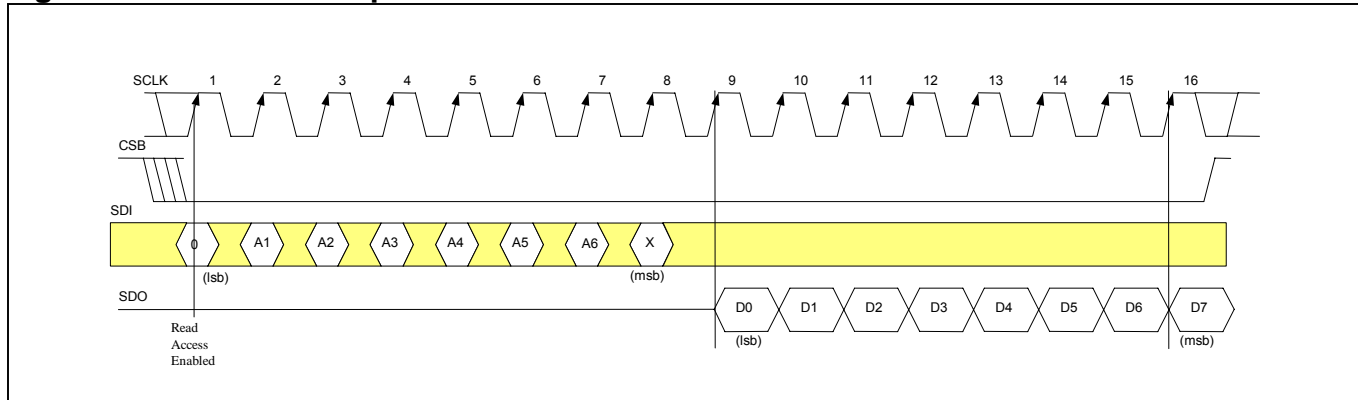 SCLK 1 2 3 4 5 6 7 8 9 10 11 12 13 14 15 16
CSB
SDI
0 A1 A2 A3 A4 A5 A6 X
(lsb) (msb)
SDO
D0 D1 D2 D3 D4 D5 D6 D7
(lsb) (msb)
Read
Access
Enabled